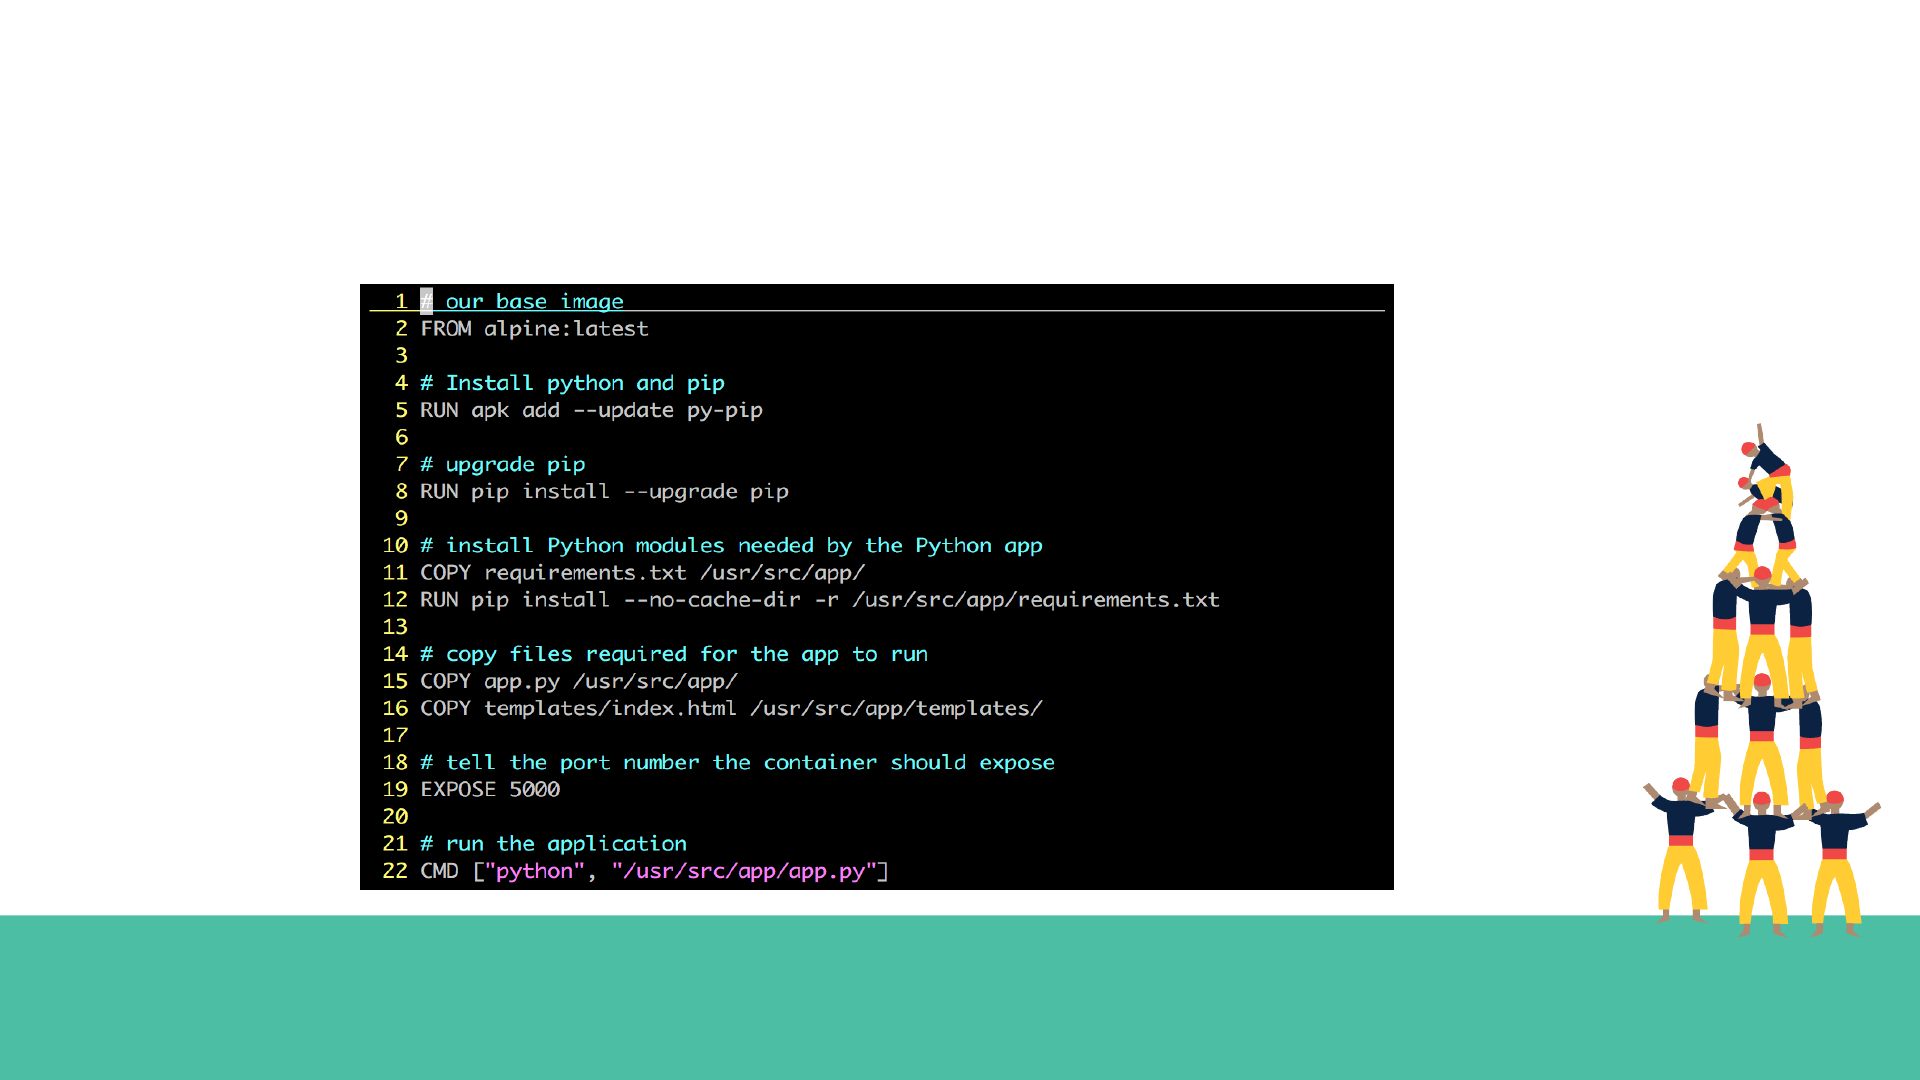 1 # our base image
2 FROM alpine:latest
3
4 # Install python and pip
5 RUN apk add --update py-pip
6
7 # upgrade pip
8 RUN pip install --upgrade pip
9
10 # install Python modules needed by the Python app
11 COPY requirements.txt /usr/src/app/
12 RUN pip install --no-cache-dir -r /usr/src/app/requirements.txt
13
14 # copy files required for the app to run
15 COPY app.py /usr/src/app/
16 COPY templates/index.html /usr/src/app/templates/
17
18 # tell the port number the container should expose
19 EXPOSE 5000
20
21 # run the application
22 CMD ["python", "/usr/src/app/app.py"]